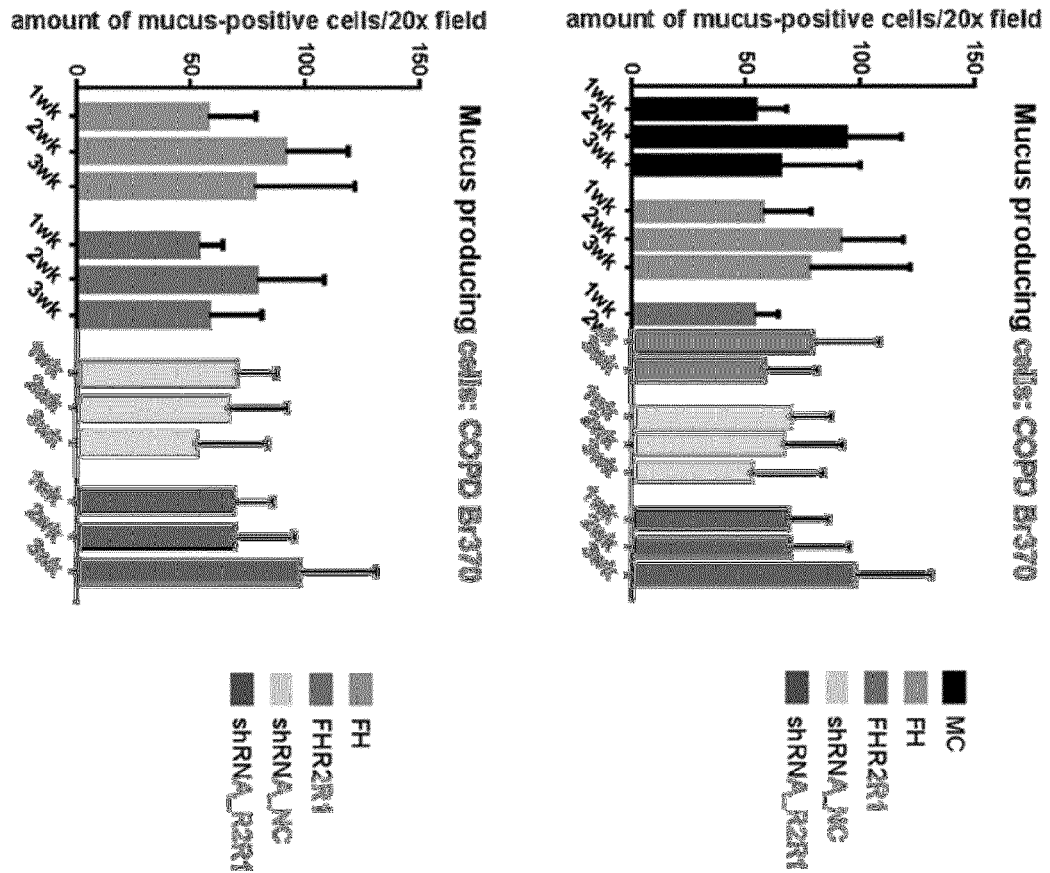 Mucus producing cells: COPD Br370
amount of mucus-positive cells/20x field
150
100
50
0
1wk
2wk
3wk
1wk
2wk
3wk
1wk
MC
FH
FHR2R1
shRNA_NC
shRNA_R2R1
Mucus producing cells: COPD Br370
amount of mucus-positive cells/20x field
150
100
50
0
1wk
2wk
3wk
1wk
2wk
3wk
FH
FHR2R1
shRNA_NC
shRNA_R2R1